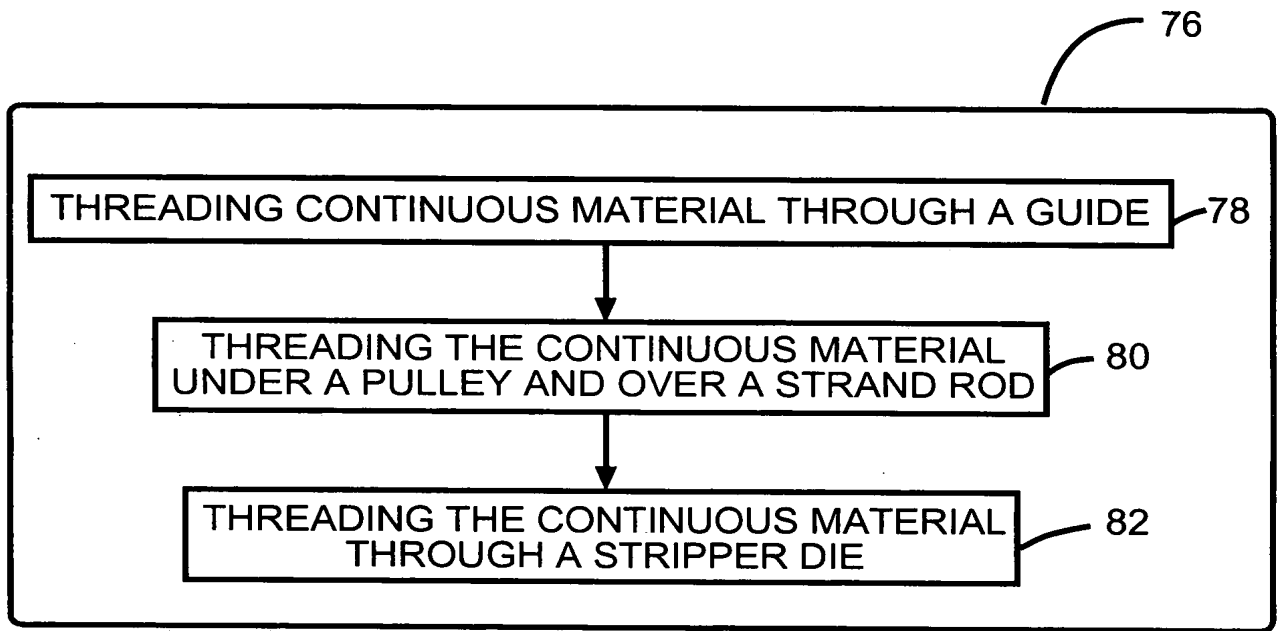 76
THREADING CONTINUOUS MATERIAL THROUGH A GUIDE
78
THREADING THE CONTINUOUS MATERIAL
UNDER A PULLEY AND OVER A STRAND ROD
80
THREADING THE CONTINUOUS MATERIAL
THROUGH A STRIPPER DIE
82